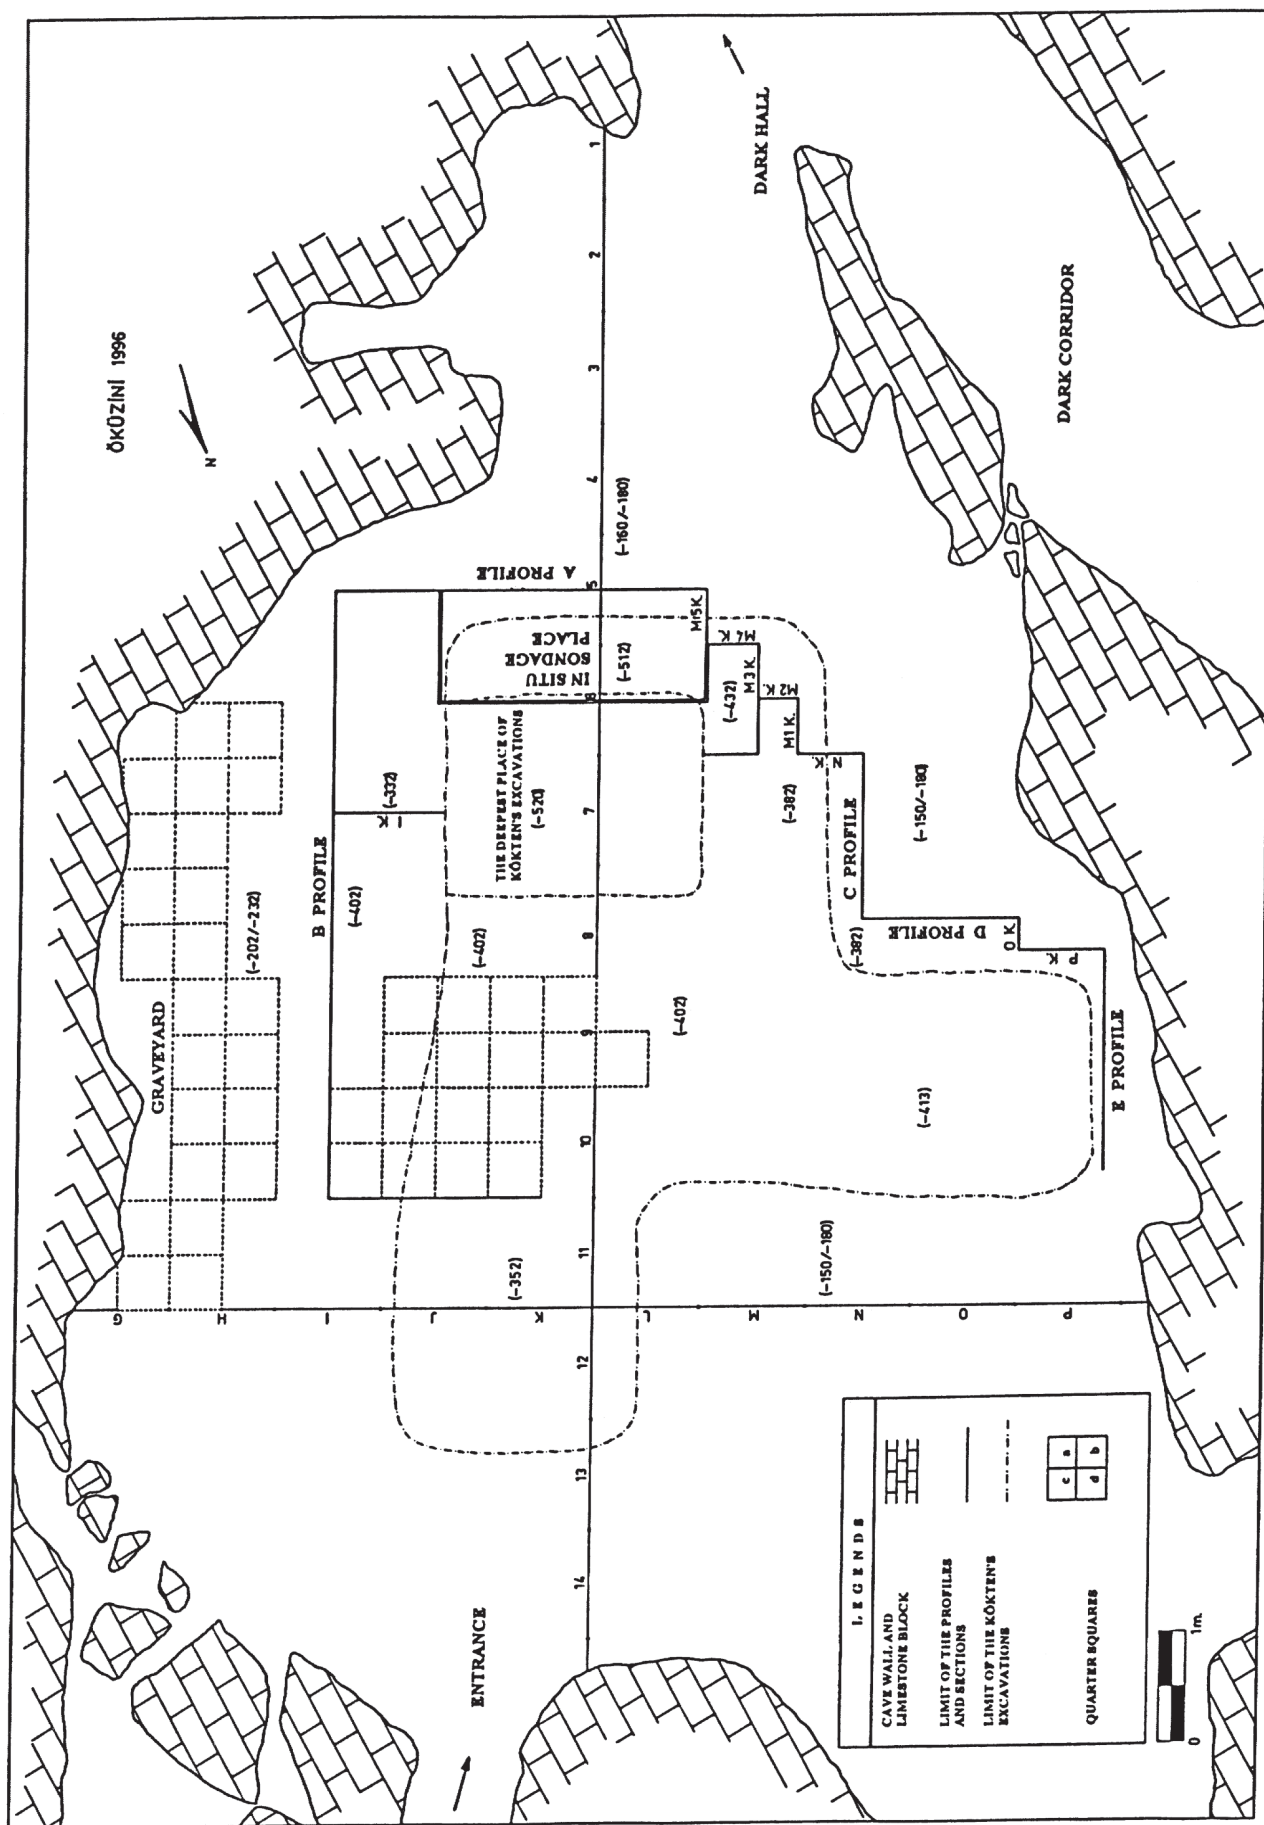 ÖKÜZİNİ 1996
N
DARK HALL
DARK CORRIDOR
1
2
3
4
5
6
7
8
9
10
11
12
13
14
(-160/-180)
A PROFILE
IN SITU
SONDAGE
PLACE
(-512)
M15 K.
M4 K.
M3 K.
(-432)
M2 K.
M1 K.
N K.
THE DEEPEST PLACE OF
KÖKTEN'S EXCAVATIONS
(-520)
(-332)
I K
B PROFILE
(-402)
(-402)
(-402)
(-382)
(-382)
C PROFILE
(-150/-180)
D PROFILE
O K.
P K.
E PROFILE
(-413)
(-202/-232)
GRAVEYARD
(-352)
(-150/-180)
G
H
I
J
K
L
M
N
O
P
ENTRANCE
LEGENDS
CAVE WALL AND
LIMESTONE BLOCK
LIMIT OF THE PROFILES
AND SECTIONS
LIMIT OF THE KÖKTEN'S
EXCAVATIONS
QUARTER SQUARES
c a
d b
0 1m.